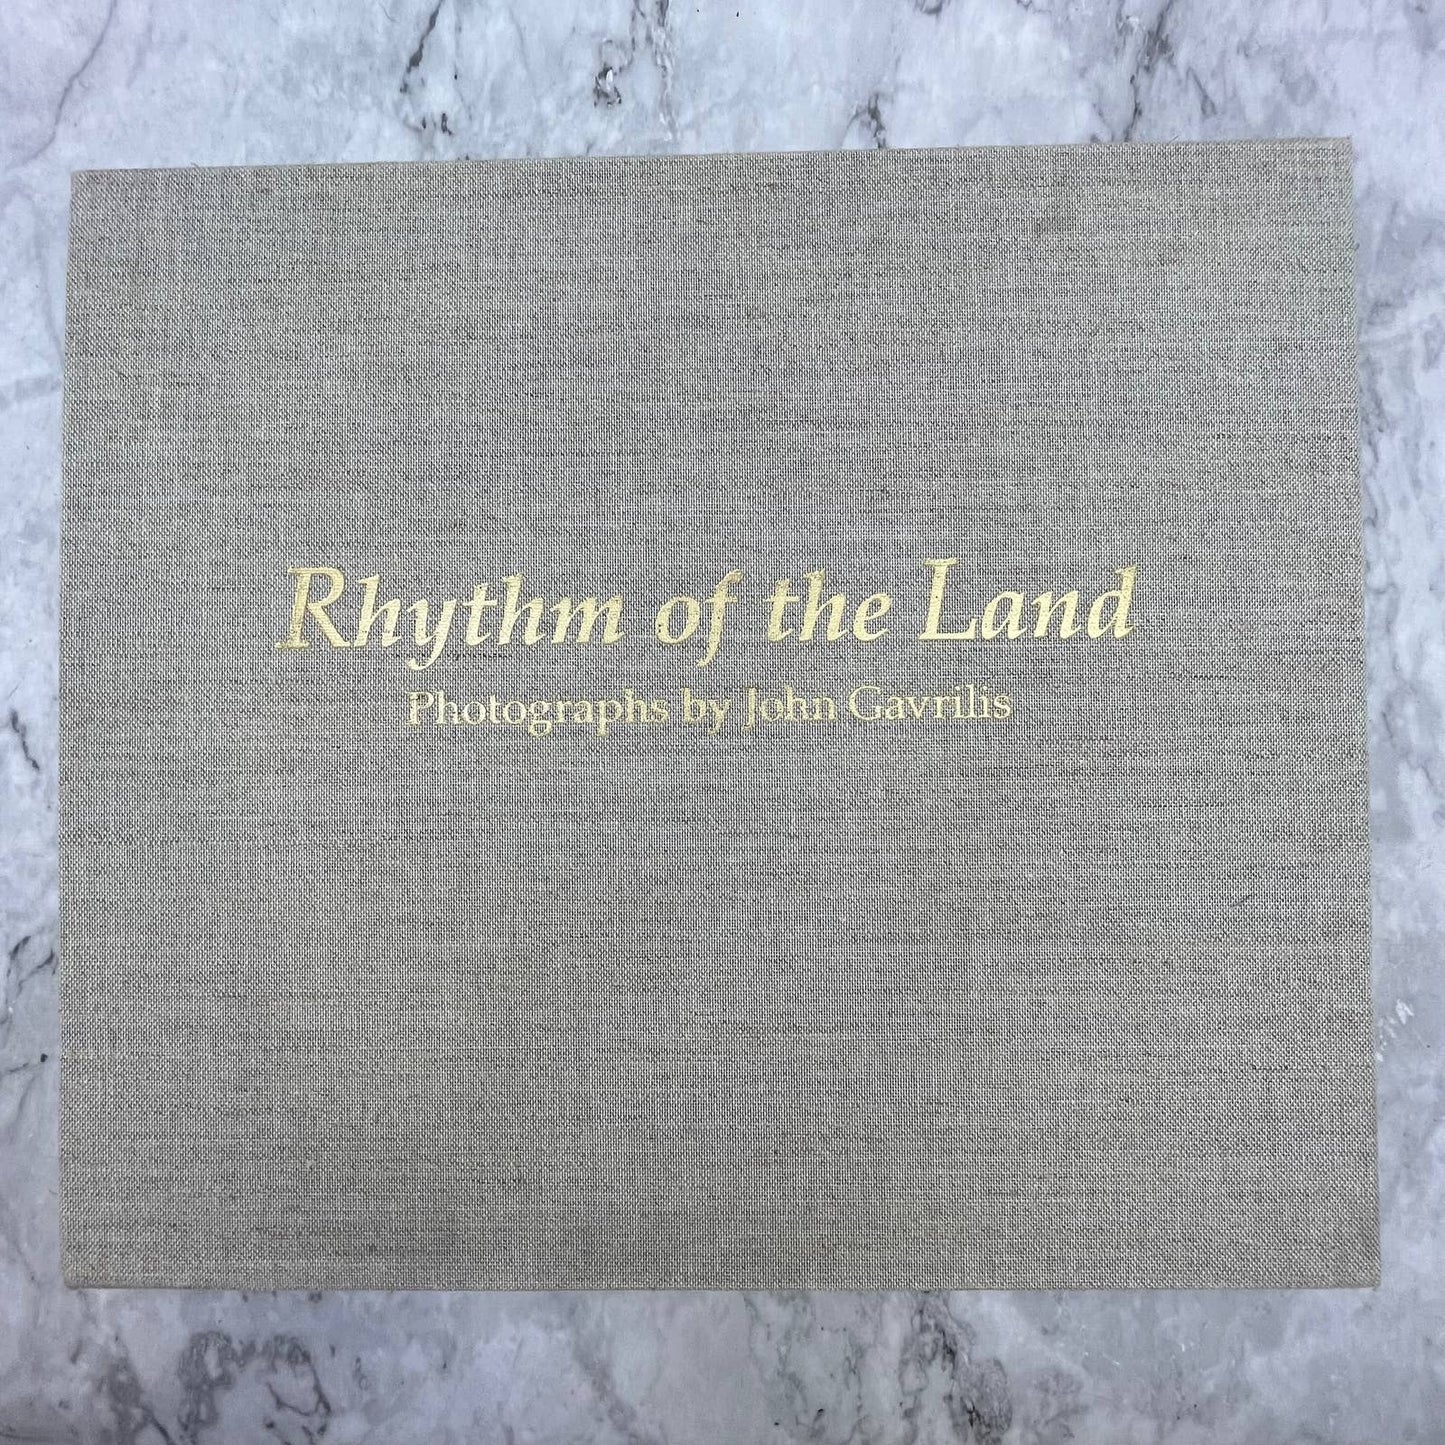 Rhythm of the Land
Photographs by John Gavrilis